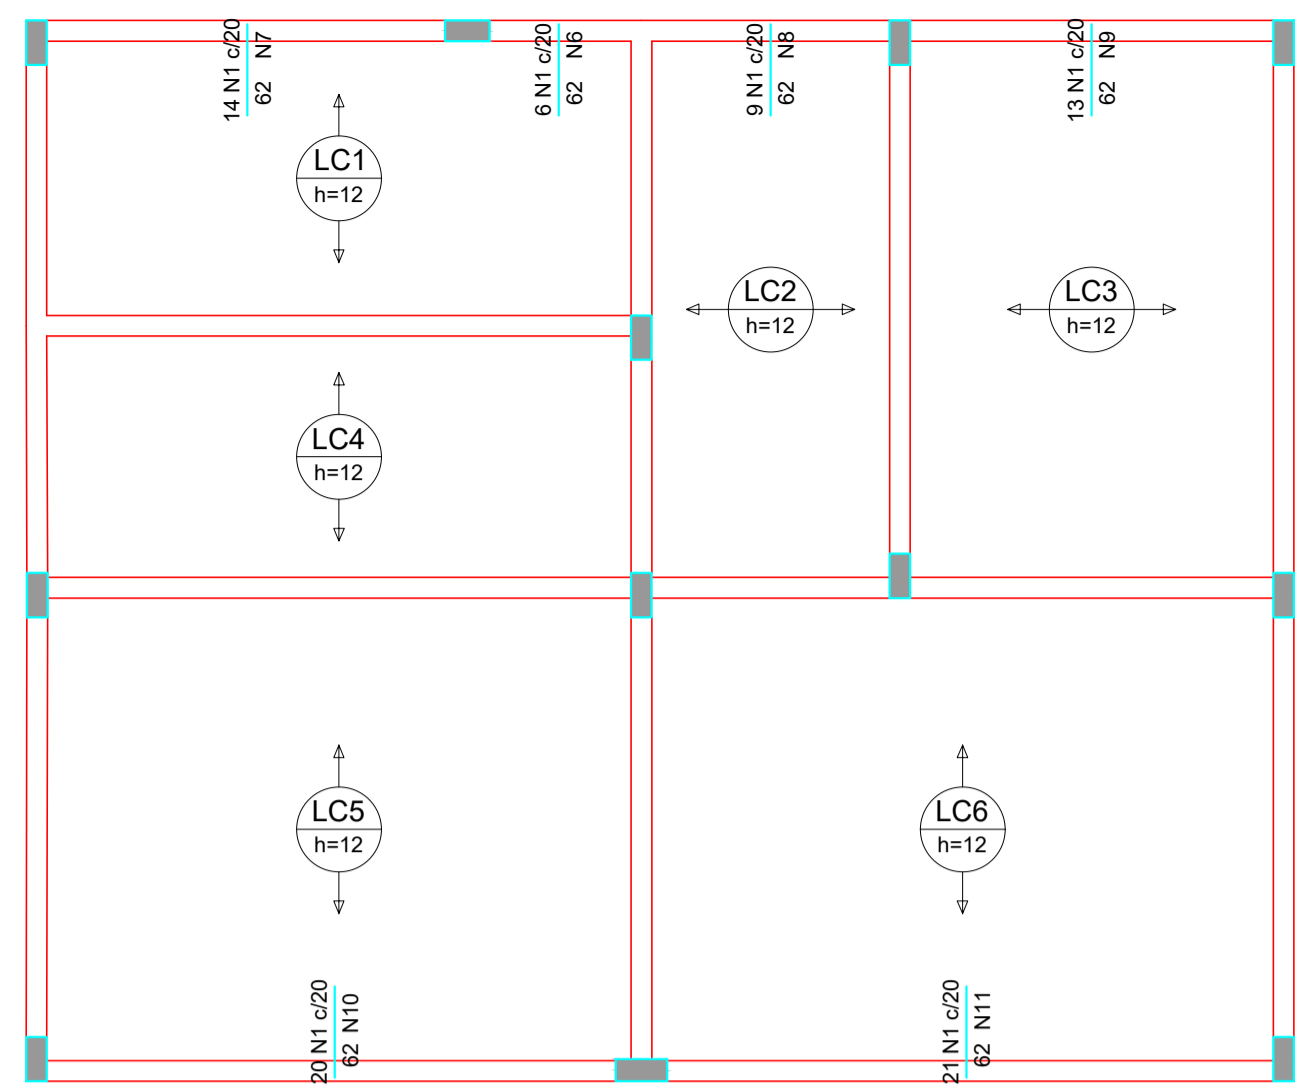 14 N1 c/20
62 N7
6 N1 c/20
62 N6
9 N1 c/20
62 N8
13 N1 c/20
62 N9
LC1
h=12
LC2
h=12
LC3
h=12
LC4
h=12
LC5
h=12
LC6
h=12
20 N1 c/20
62 N10
21 N1 c/20
62 N11